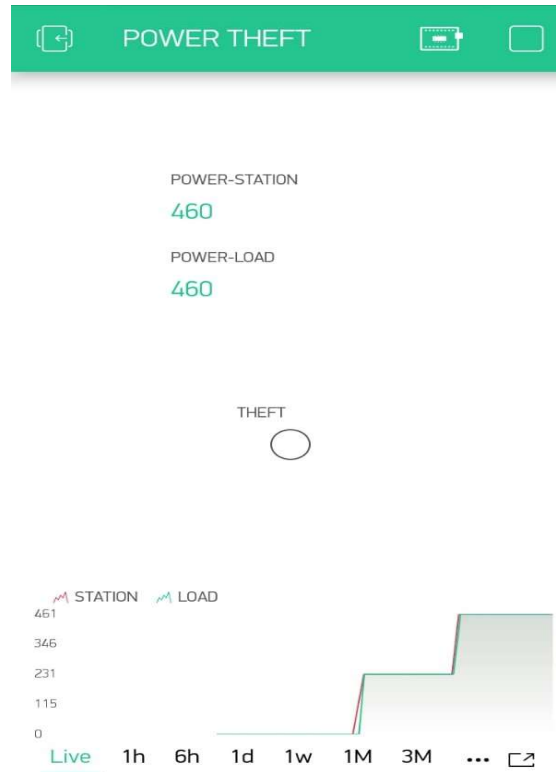 POWER THEFT
POWER-STATION
460
POWER-LOAD
460
THEFT
STATION LOAD
461
346
231
115
0
Live 1h 6h 1d 1w 1M 3M ...